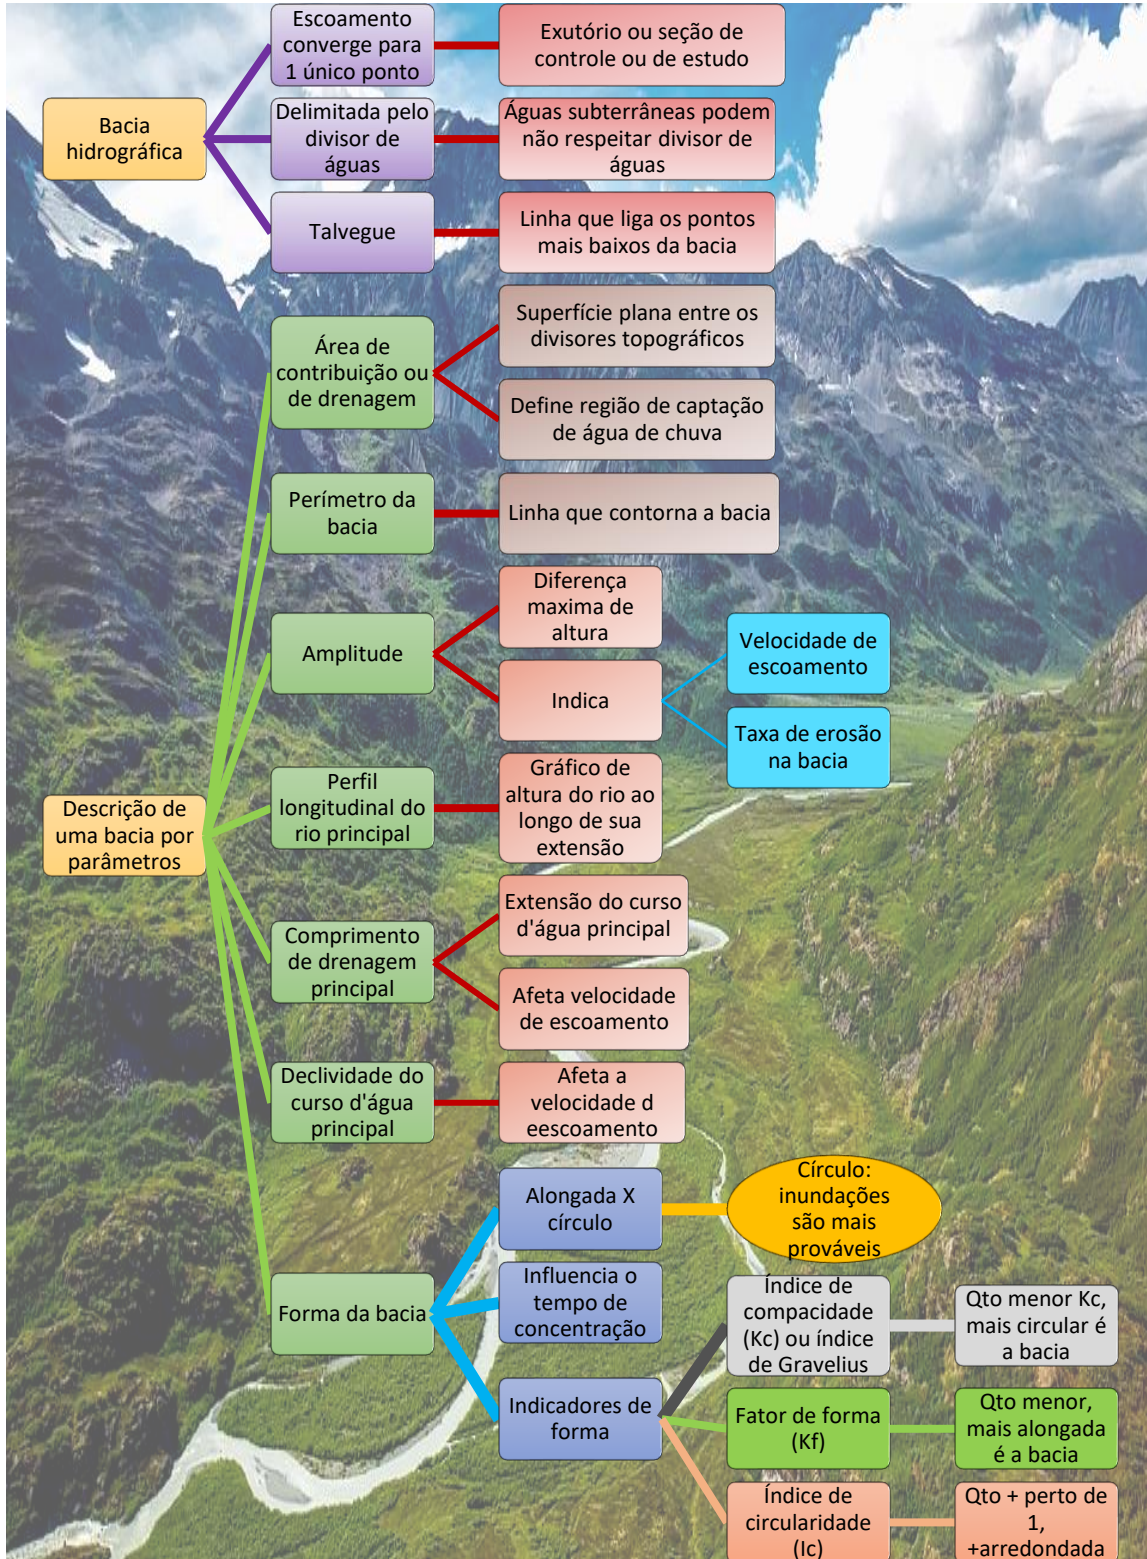 Bacia
hidrográfica
Escoamento
converge para
1 único ponto
Exutório ou seção de
controle ou de estudo
Delimitada pelo
divisor de
águas
Águas subterrâneas podem
não respeitar divisor de
águas
Talvegue
Linha que liga os pontos
mais baixos da bacia
Descrição de
uma bacia por
parâmetros
Área de
contribuição ou
de drenagem
Superfície plana entre os
divisores topográficos
Define região de captação
de água de chuva
Perímetro da
bacia
Linha que contorna a bacia
Amplitude
Diferença
maxima de
altura
Indica
Velocidade de
escoamento
Taxa de erosão
na bacia
Perfil
longitudinal do
rio principal
Gráfico de
altura do rio ao
longo de sua
extensão
Comprimento
de drenagem
principal
Extensão do curso
d'água principal
Afeta velocidade
de escoamento
Declividade do
curso d'água
principal
Afeta a
velocidade d
eescoamento
Forma da bacia
Alongada X
círculo
Círculo:
inundações
são mais
prováveis
Influencia o
tempo de
concentração
Indicadores de
forma
Índice de
compacidade
(Kc) ou índice
de Gravelius
Qto menor Kc,
mais circular é
a bacia
Fator de forma
(Kf)
Qto menor,
mais alongada
é a bacia
Índice de
circularidade
(Ic)
Qto + perto de
1,
+arredondada